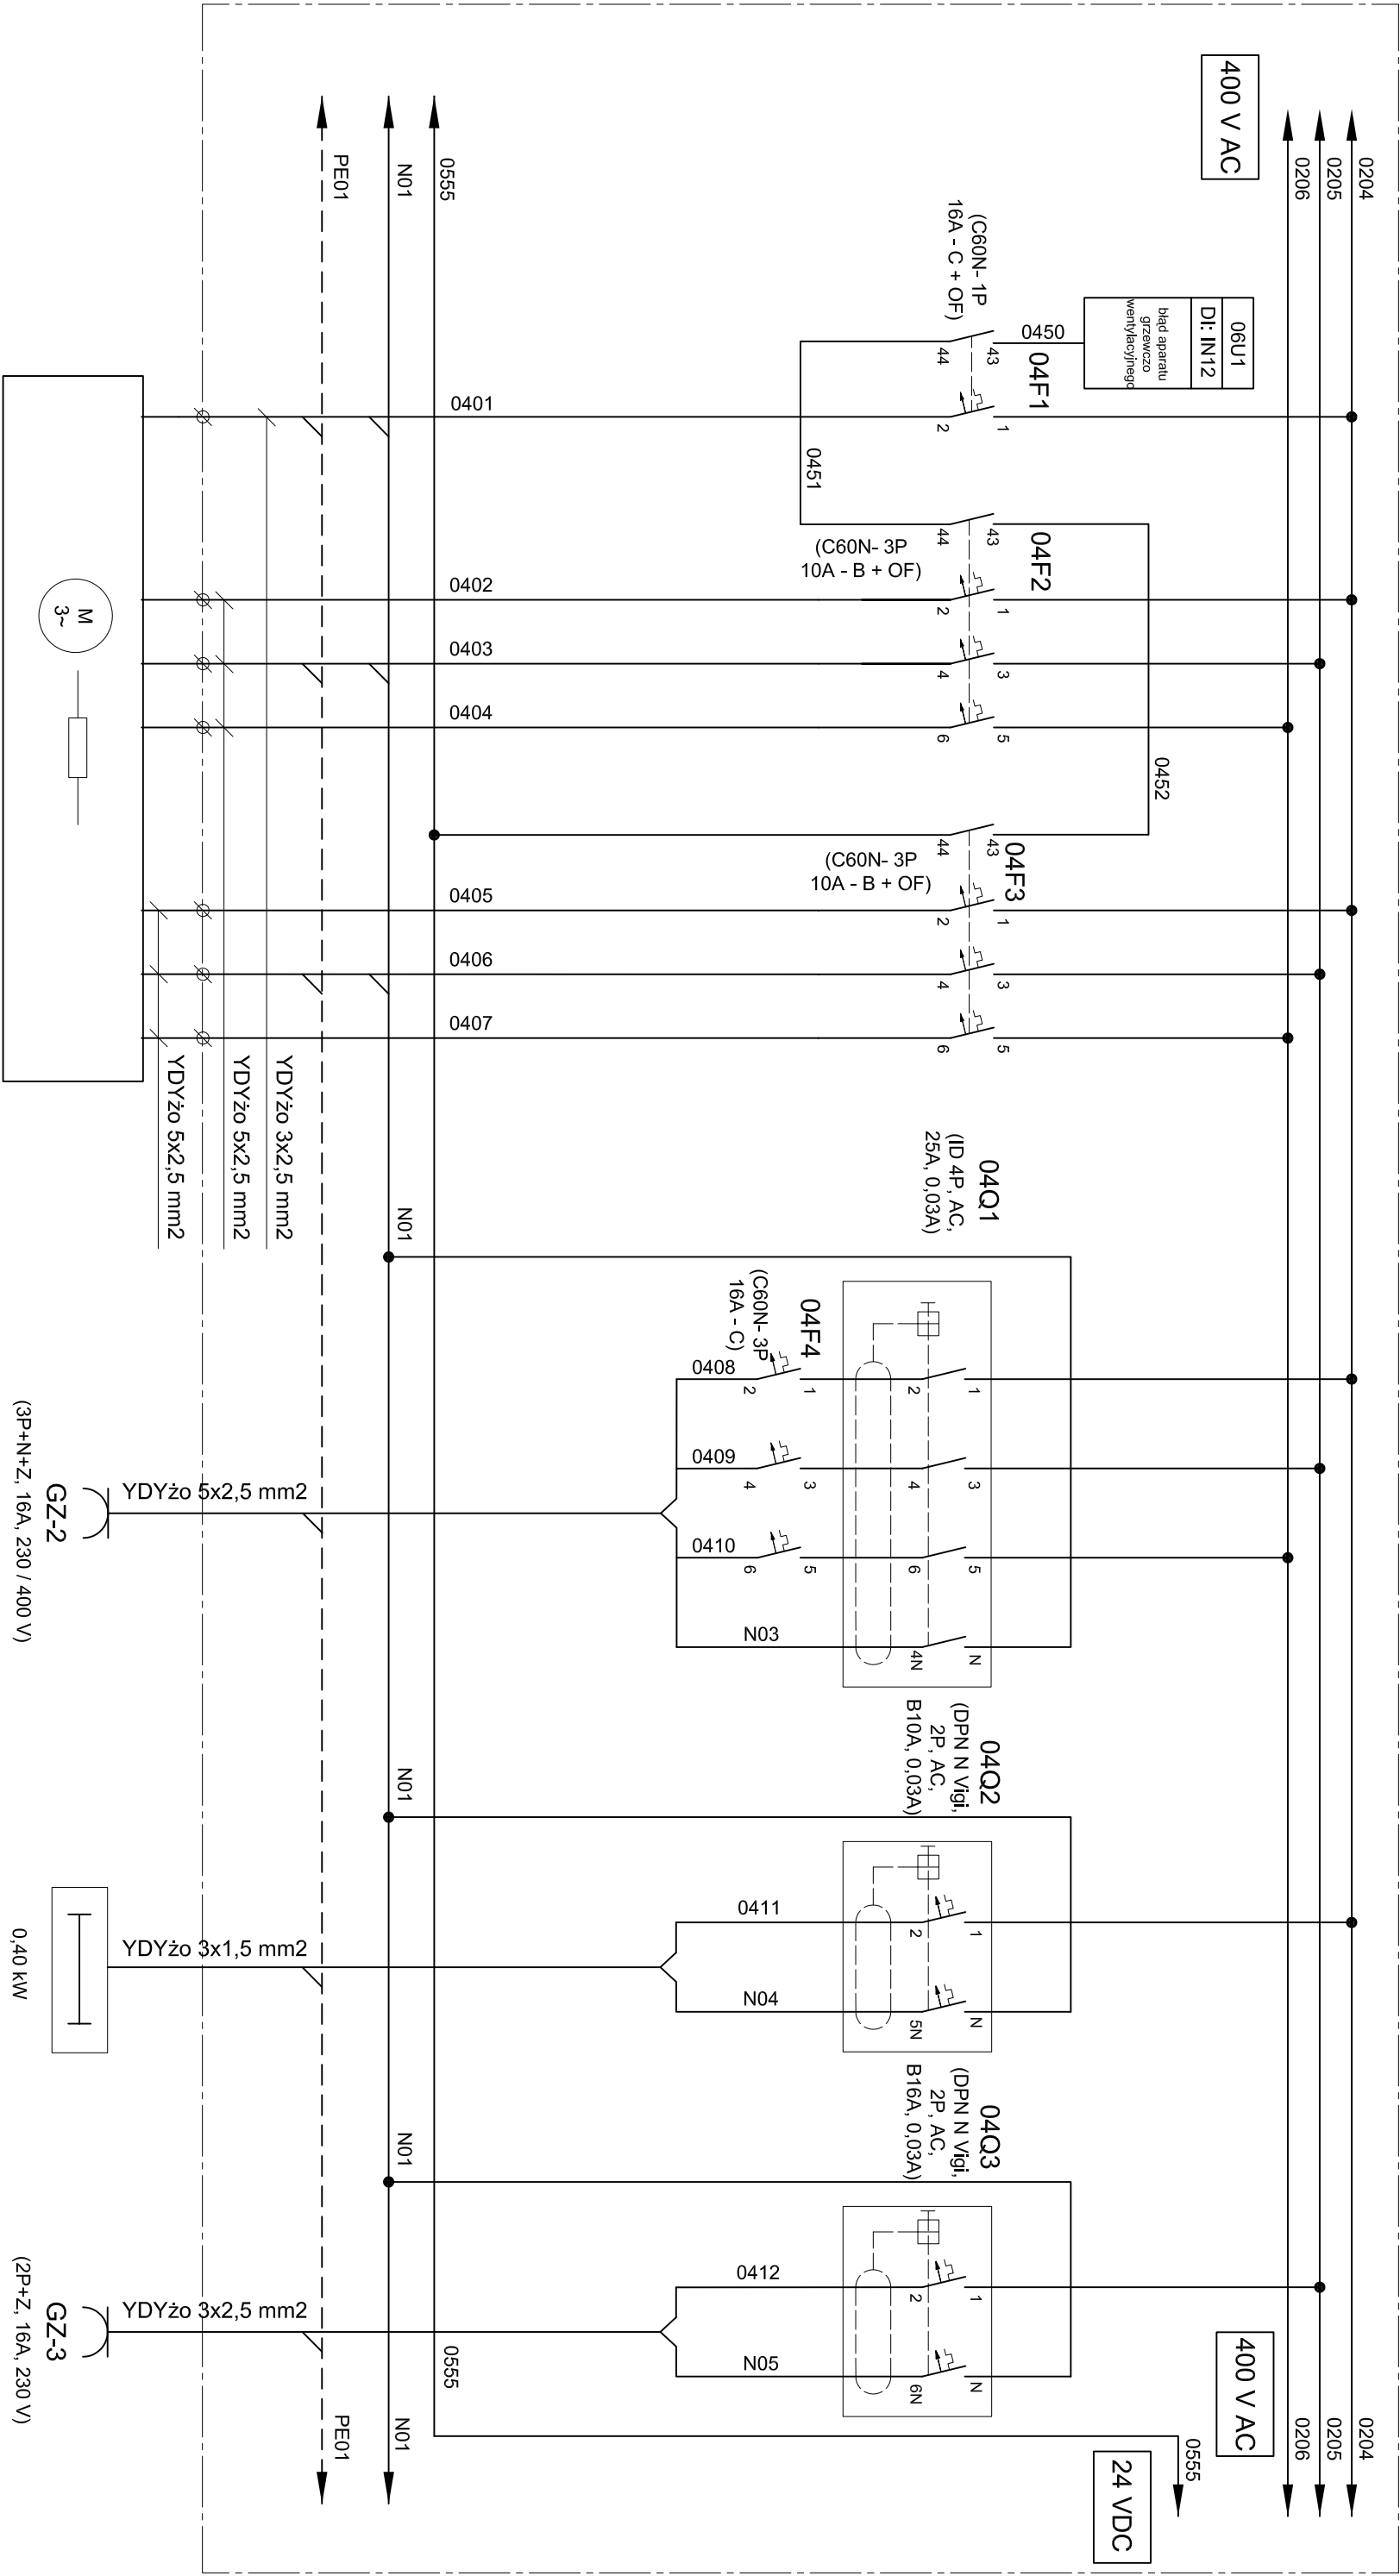 400 V AC
0204
0205
0206
0555
N01
PE01
06U1
DI: IN12
błąd aparatu
grzewczo
wentylacyjnego
0450
(C60N- 1P
16A - C + OF)
04F1
43
44
1
2
0451
0401
04F2
43
44
(C60N- 3P
10A - B + OF)
1
2
3
4
5
6
0402
0403
0404
0452
04F3
43
44
(C60N- 3P
10A - B + OF)
1
2
3
4
5
6
0405
0406
0407
M
3~
YDYżo 3x2,5 mm2
YDYżo 5x2,5 mm2
YDYżo 5x2,5 mm2
04Q1
(ID 4P, AC,
25A, 0,03A)
N01
1
2
3
4
5
6
N
4N
04F4
(C60N- 3P
16A - C)
1
2
3
4
5
6
0408
0409
0410
N03
YDYżo 5x2,5 mm2
GZ-2
(3P+N+Z, 16A, 230 / 400 V)
04Q2
(DPN N Vigi,
2P, AC,
B10A, 0,03A)
N01
1
2
N
5N
0411
N04
YDYżo 3x1,5 mm2
0,40 kW
04Q3
(DPN N Vigi,
2P, AC,
B16A, 0,03A)
N01
1
2
N
6N
0412
N05
YDYżo 3x2,5 mm2
GZ-3
(2P+Z, 16A, 230 V)
400 V AC
0204
0205
0206
0555
24 VDC
0555
N01
PE01